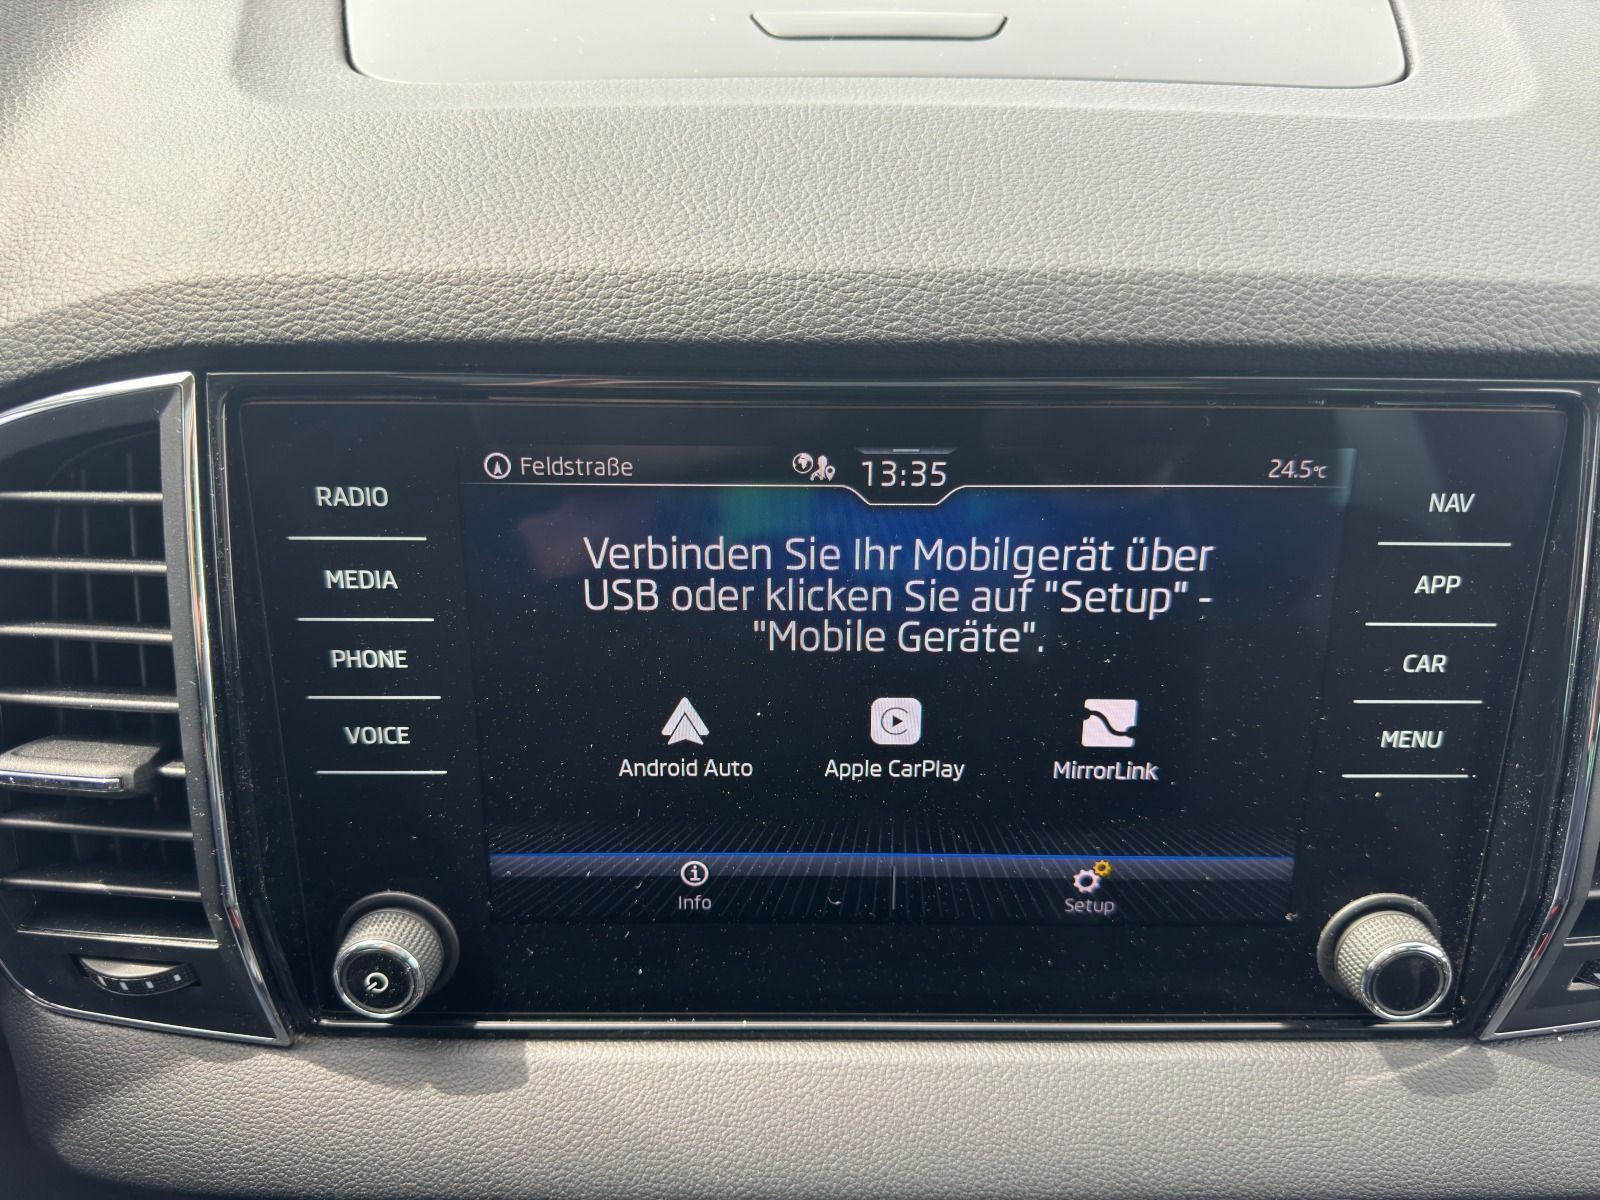 Feldstraße
13:35
24.5°C
RADIO
MEDIA
PHONE
VOICE
Verbinden Sie Ihr Mobilgerät über
USB oder klicken Sie auf "Setup" -
"Mobile Geräte".
Android Auto
Apple CarPlay
MirrorLink
Info
Setup
NAV
APP
CAR
MENU